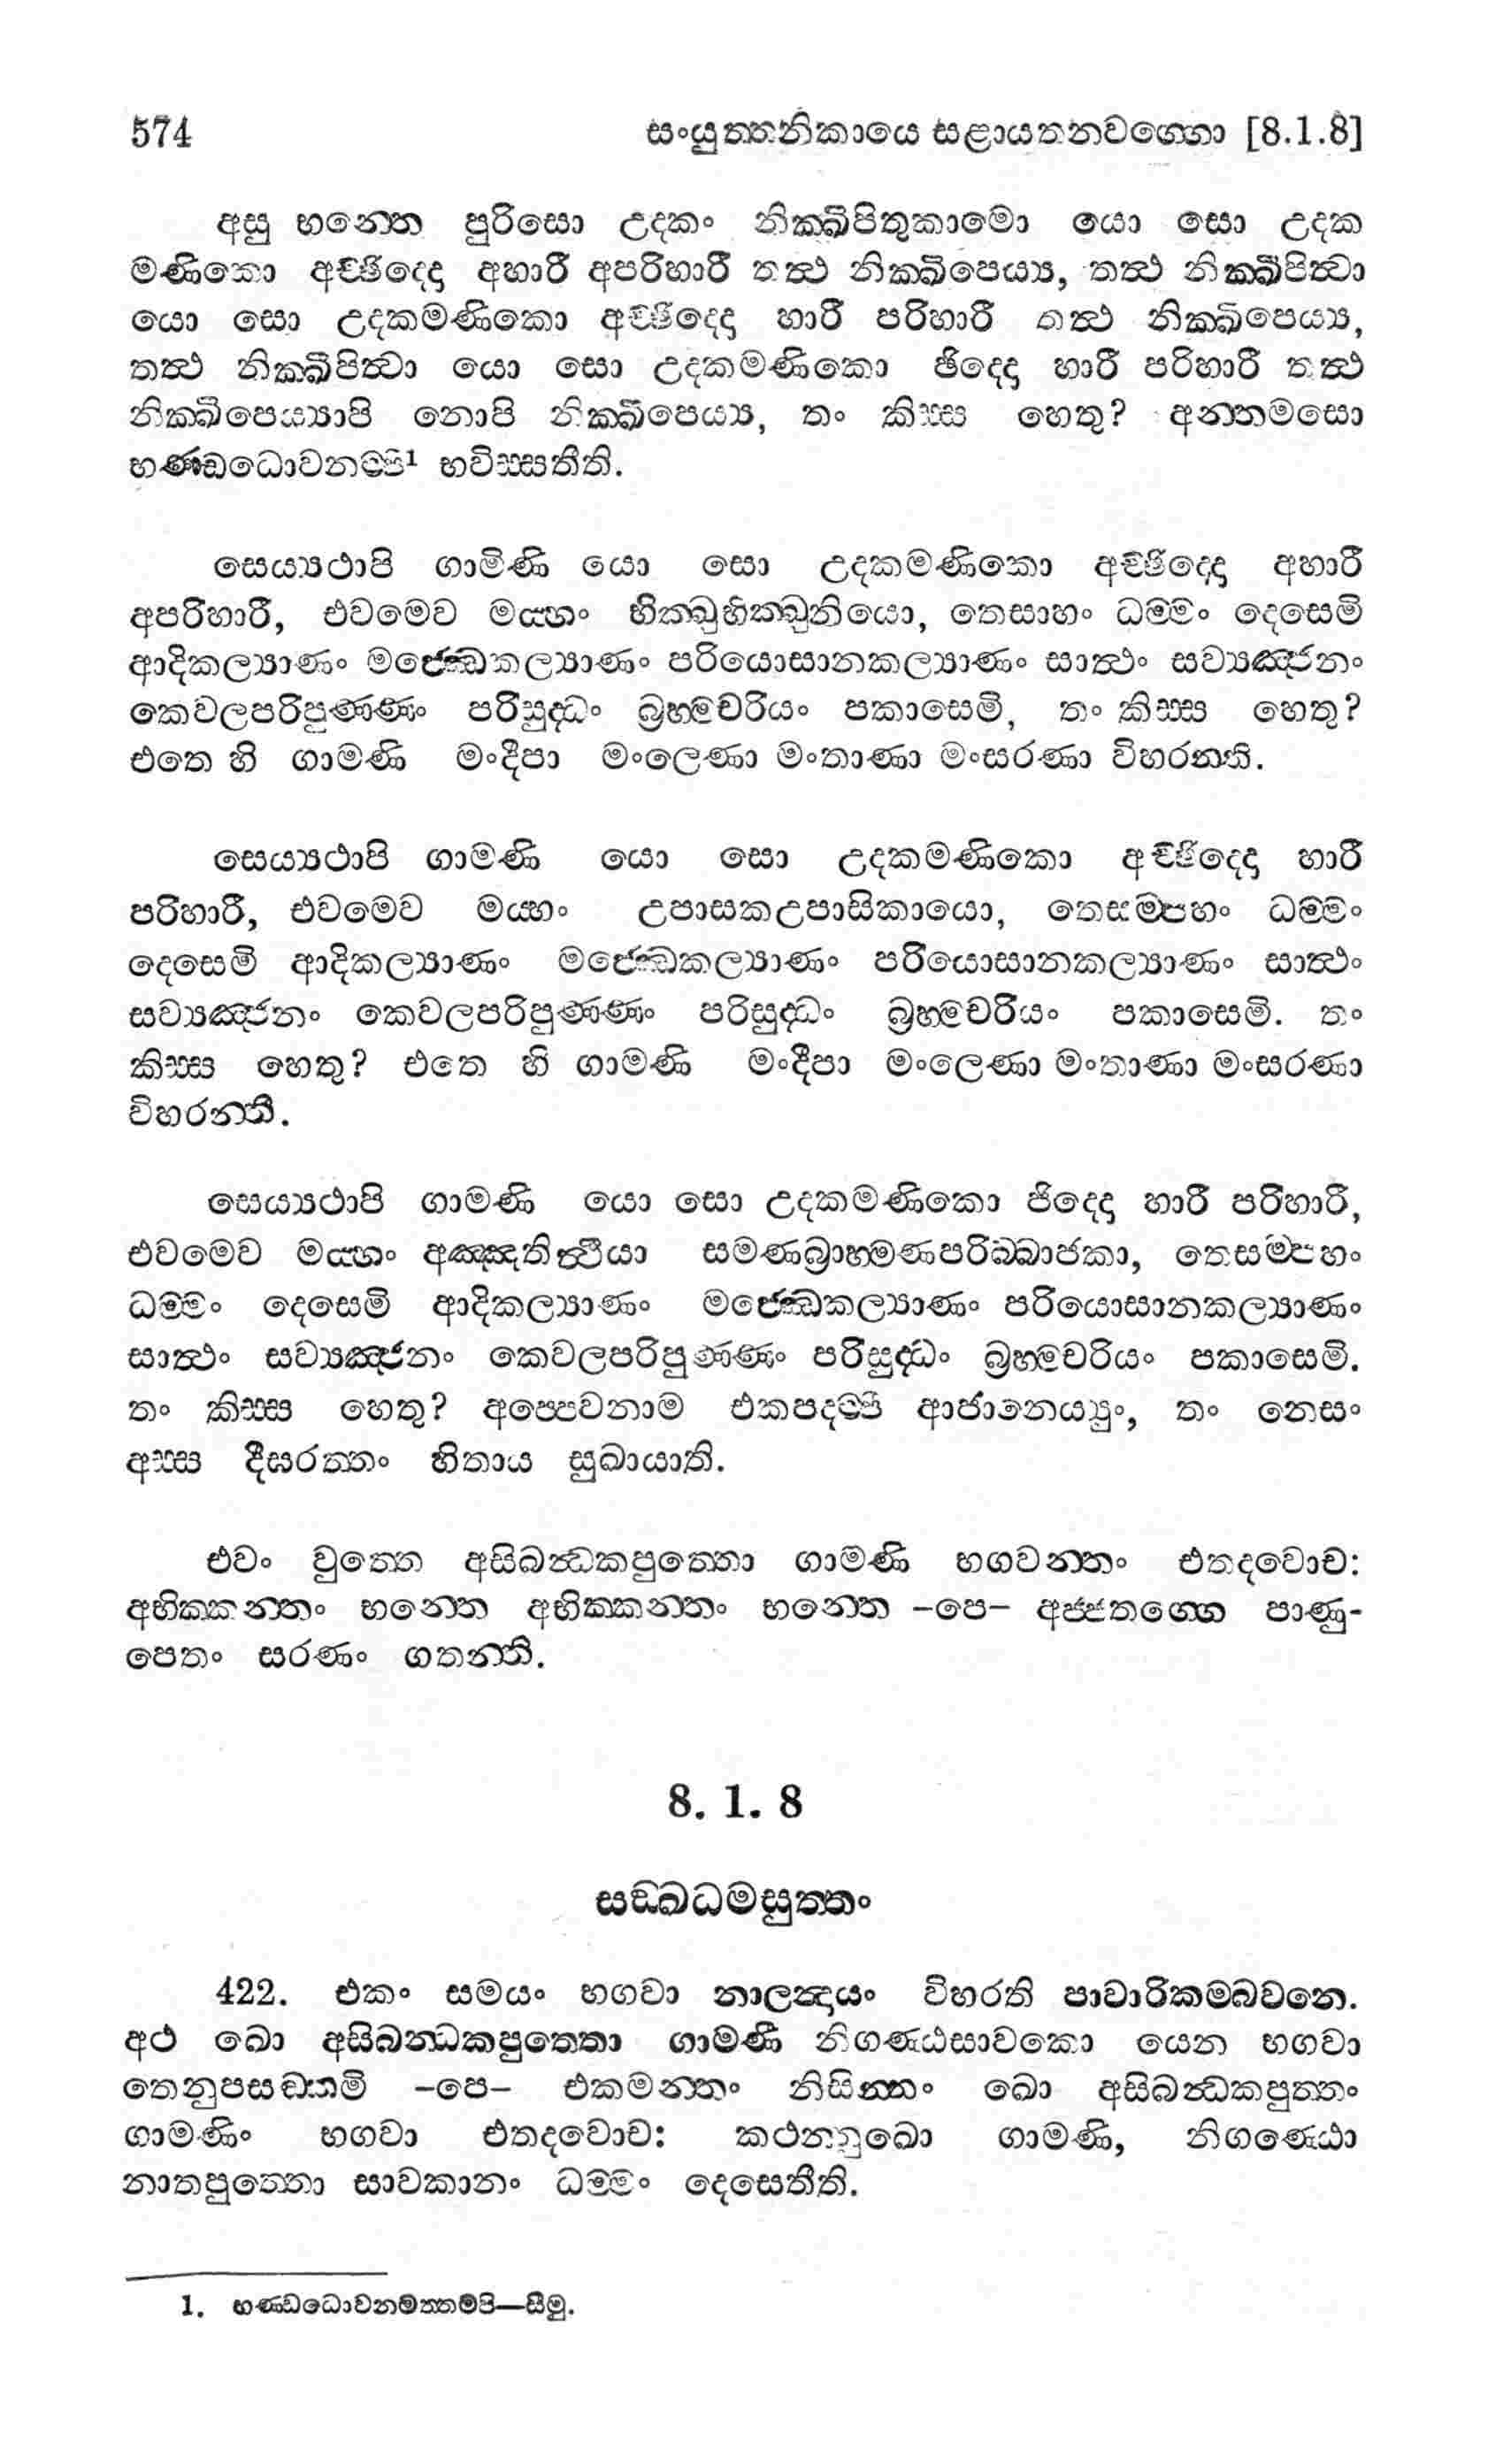 574 සංයුත්තනිකායෙ සළායතනවග්ගො [8.1.8]
අසු භන්තෙ පුරිසො උදකං නික්ඛිපිතුකාමො යො සො උදක
මණිකො අච්ඡිද්දො අහාරී අපරිහාරී තත්ථ නික්ඛිපෙය්‍ය, තත්ථ නික්ඛිපිත්වා
යො සො උදකමණිකො අච්ඡිද්දො හාරී පරිහාරී තත්ථ නික්ඛිපෙය්‍ය,
තත්ථ නික්ඛිපිත්වා යො සො උදකමණිකො ඡිද්දො හාරී පරිහාරී තත්ථ
නික්ඛිපෙය්‍යාපි නොපි නික්ඛිපෙය්‍ය, තං කිස්ස හෙතු? අන්තමසො
භණ්ඩධොවනම්පි1 භවිස්සතීති.
සෙය්‍යථාපි ගාමිණි යො සො උදකමණිකො අච්ඡිද්දො අහාරී
අපරිහාරී, එවමෙව මය්හං භික්ඛුභික්ඛුනියො, තෙසාහං ධම්මං දෙසෙමි
ආදිකල්‍යාණං මජ්ඣෙකල්‍යාණං පරියොසානකල්‍යාණං සාත්ථං සව්‍යඤ්ජනං
කෙවලපරිපුණ්ණං පරිසුද්ධං බ්‍රහ්මචරියං පකාසෙමි, තං කිස්ස හෙතු?
එතෙ හි ගාමණි මංදීපා මංලෙණා මංතාණා මංසරණා විහරන්ති.
සෙය්‍යථාපි ගාමණි යො සො උදකමණිකො අච්ඡිද්දො හාරී
පරිහාරී, එවමෙව මය්හං උපාසකඋපාසිකායො, තෙසම්පහං ධම්මං
දෙසෙමි ආදිකල්‍යාණං මජ්ඣෙකල්‍යාණං පරියොසානකල්‍යාණං සාත්ථං
සව්‍යඤ්ජනං කෙවලපරිපුණ්ණං පරිසුද්ධං බ්‍රහ්මචරියං පකාසෙමි. තං
කිස්ස හෙතු? එතෙ හි ගාමණි මංදීපා මංලෙණා මංතාණා මංසරණා
විහරන්ති.
සෙය්‍යථාපි ගාමණි යො සො උදකමණිකො ඡිද්දො හාරී පරිහාරී,
එවමෙව මය්හං අඤ්ඤතිත්ථියා සමණබ්‍රාහ්මණපරිබ්බාජකා, තෙසම්පහං
ධම්මං දෙසෙමි ආදිකල්‍යාණං මජ්ඣෙකල්‍යාණං පරියොසානකල්‍යාණං
සාත්ථං සව්‍යඤ්ජනං කෙවලපරිපුණ්ණං පරිසුද්ධං බ්‍රහ්මචරියං පකාසෙමි.
තං කිස්ස හෙතු? අප්පෙවනාම එකපදම්පි ආජානෙය්‍යුං, තං නෙසං
අස්ස දීඝරත්තං හිතාය සුඛායාති.
එවං වුත්තෙ අසිබන්ධකපුත්තො ගාමණි භගවන්තං එතදවොච:
අභික්කන්තං භන්තෙ අභික්කන්තං භන්තෙ –පෙ– අජ්ජතග්ගෙ පාණු-
පෙතං සරණං ගතන්ති.
8. 1. 8
සඞ්ඛධමසුත්තං
422. එකං සමයං භගවා නාලන්දායං විහරති පාවාරිකම්බවනෙ.
අථ ඛො අසිබන්ධකපුත්තො ගාමණී නිගණ්ඨසාවකො යෙන භගවා
තෙනුපසඞ්කමි –පෙ– එකමන්තං නිසින්නං ඛො අසිබන්ධකපුත්තං
ගාමණිං භගවා එතදවොච: කථන්නුඛො ගාමණි, නිගණ්ඨො
නාතපුත්තො සාවකානං ධම්මං දෙසෙතීති.
1. භණ්ඩධොවනමත්තම්පි—සීමු.